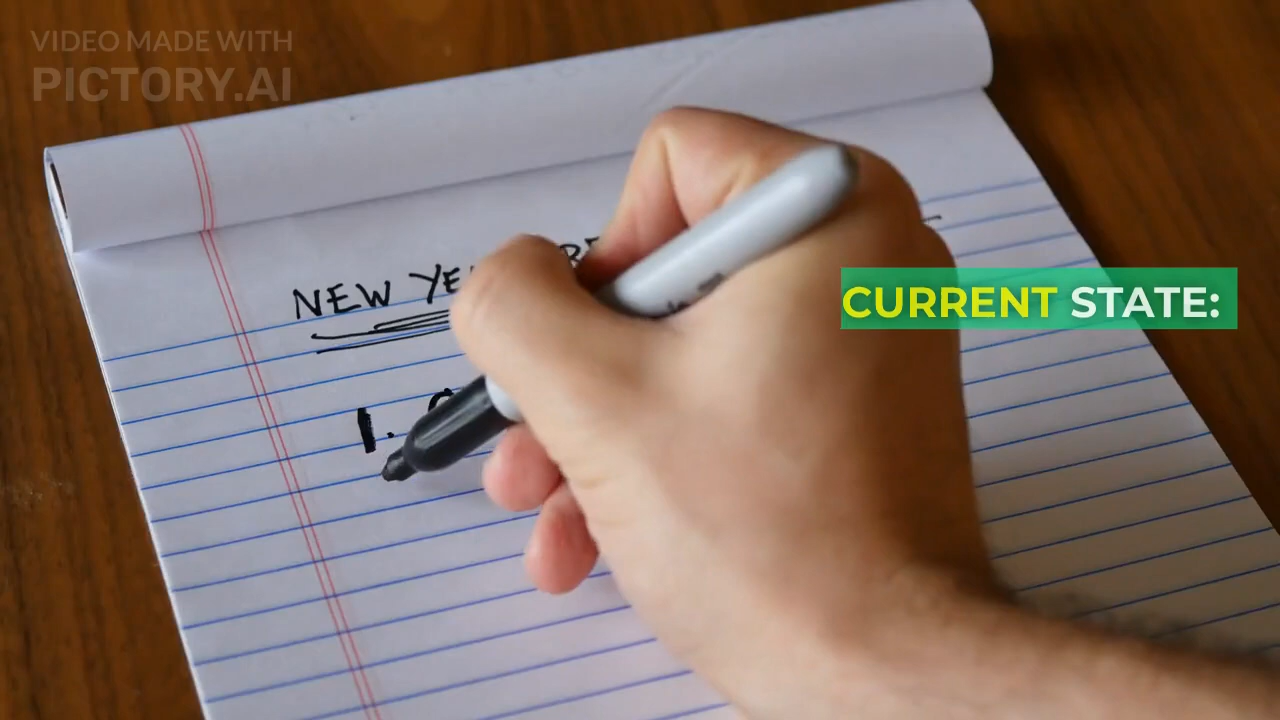 VIDEO MADE WITH
PICTORY.AI
NEW
CURRENT STATE:
1.